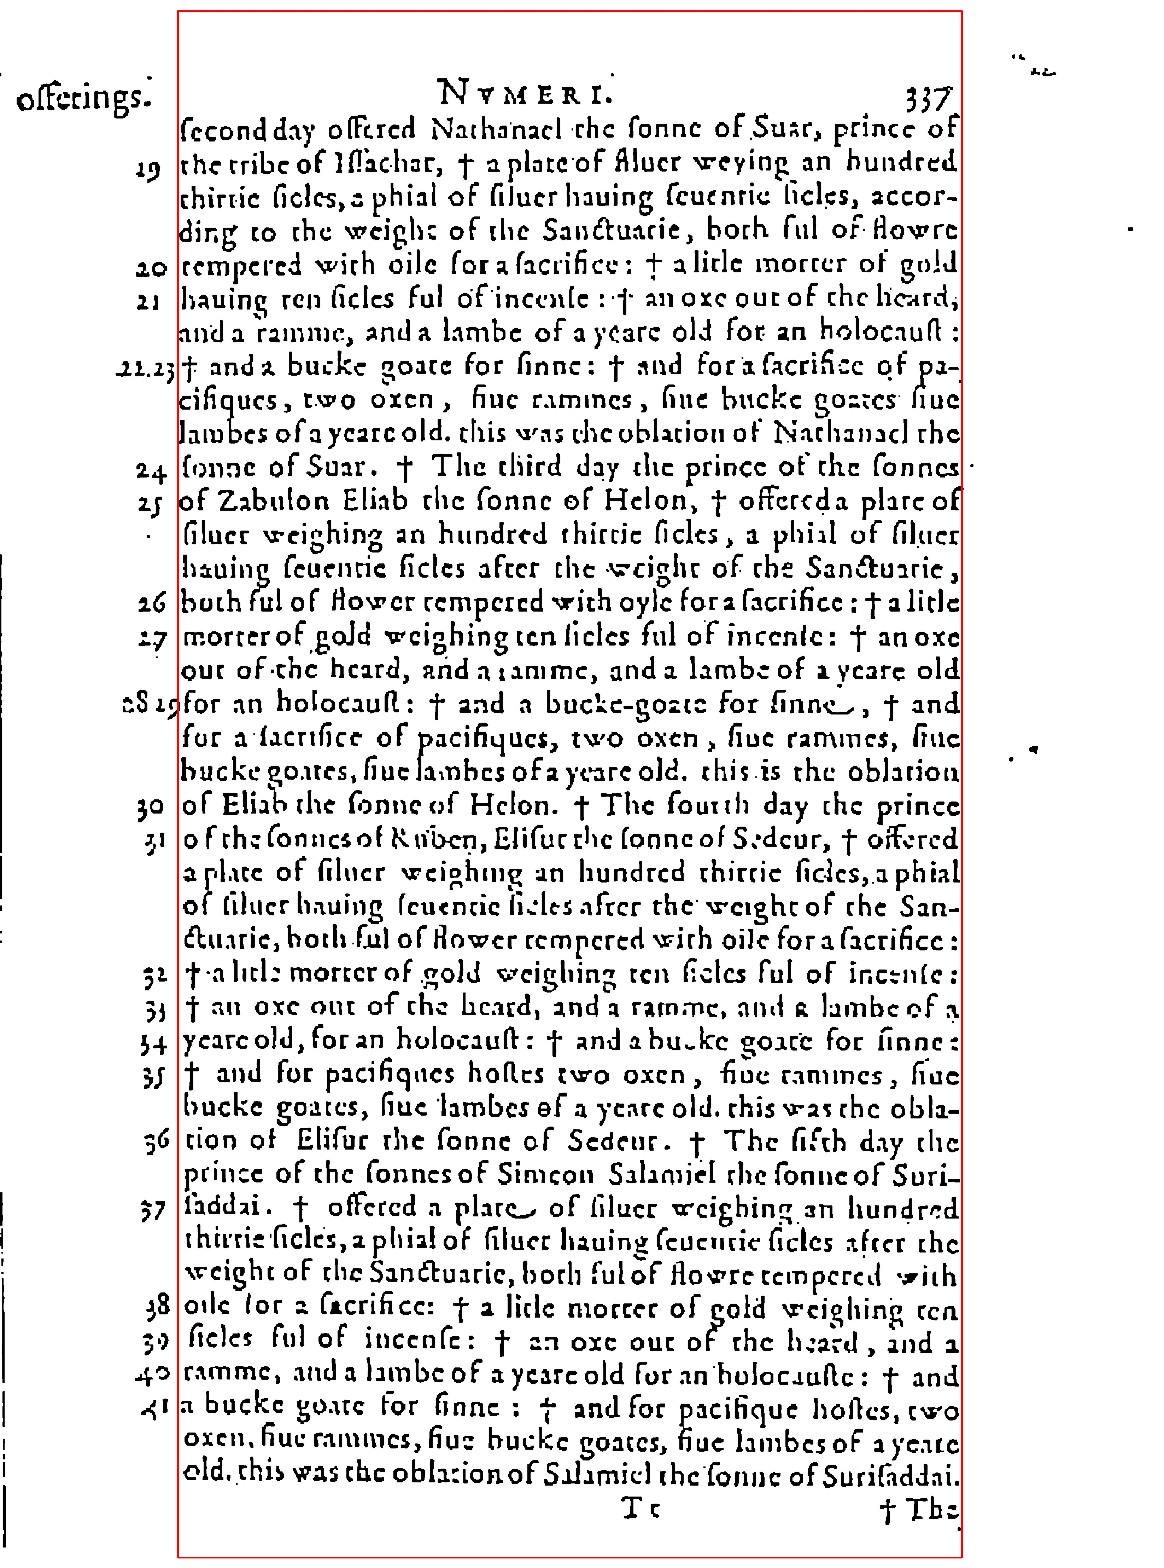 offerings. NVMERI. 337
ſecond day offered Nathanael the ſonne of Suar, prince of
19 the tribe of Iſſachar, † a plate of ſiluer weying an hundred
thirtie ſicles, a phial of ſiluer hauing ſeuentie ſicles, accor-
ding to the weight of the Sanctuarie, both ful of flowre
20 tempered with oile for a ſacrifice: † a litle morter of gold
21 hauing ten ſicles ful of incenſe: † an oxe out of the heard,
and a ramme, and a lambe of a yeare old for an holocauſt:
22.23 † and a bucke goate for ſinne: † and for a ſacrifice of pa-
cifiques, two oxen, fiue rammes, fiue bucke goates fiue
lambes of a yeare old. this was the oblation of Nathanael the
24 ſonne of Suar. † The third day the prince of the ſonnes
25 of Zabulon Eliab the ſonne of Helon, † offered a plate of
ſiluer weighing an hundred thirtie ſicles, a phial of ſiluer
hauing ſeuentie ſicles after the weight of the Sanctuarie,
26 both ful of flower tempered with oyle for a ſacrifice: † a litle
27 morter of gold weighing ten ſicles ful of incenſe: † an oxe
out of the heard, and a ramme, and a lambe of a yeare old
28 29 for an holocauſt: † and a bucke-goate for ſinne, † and
for a ſacrifice of pacifiques, two oxen, fiue rammes, fiue
bucke goates, fiue lambes of a yeare old. this is the oblation
30 of Eliab the ſonne of Helon. † The fourth day the prince
31 of the ſonnes of Ruben, Eliſur the ſonne of Sedeur, † offered
a plate of ſiluer weighing an hundred thirtie ſicles, a phial
of ſiluer hauing ſeuentie ſicles after the weight of the San-
ctuarie, both ful of flower tempered with oile for a ſacrifice:
32 † a litle morter of gold weighing ten ſicles ful of incenſe:
33 † an oxe out of the heard, and a ramme, and a lambe of a
34 yeare old, for an holocauſt: † and a bucke goate for ſinne:
35 † and for pacifiques hoſtes two oxen, fiue rammes, fiue
bucke goates, fiue lambes of a yeare old. this was the obla-
36 tion of Eliſur the ſonne of Sedeur. † The fifth day the
prince of the ſonnes of Simeon Salamiel the ſonne of Suri-
37 ſaddai. † offered a plate of ſiluer weighing an hundred
thirtie ſicles, a phial of ſiluer hauing ſeuentie ſicles after the
weight of the Sanctuarie, both ful of flowre tempered with
38 oile for a ſacrifice: † a litle morter of gold weighing ten
39 ſicles ful of incenſe: † an oxe out of the heard, and a
40 ramme, and a lambe of a yeare old for an holocauſte: † and
41 a bucke goate for ſinne: † and for pacifique hoſtes, two
oxen, fiue rammes, fiue bucke goates, fiue lambes of a yeare
old. this was the oblation of Salamiel the ſonne of Suriſaddai.
Tt † The